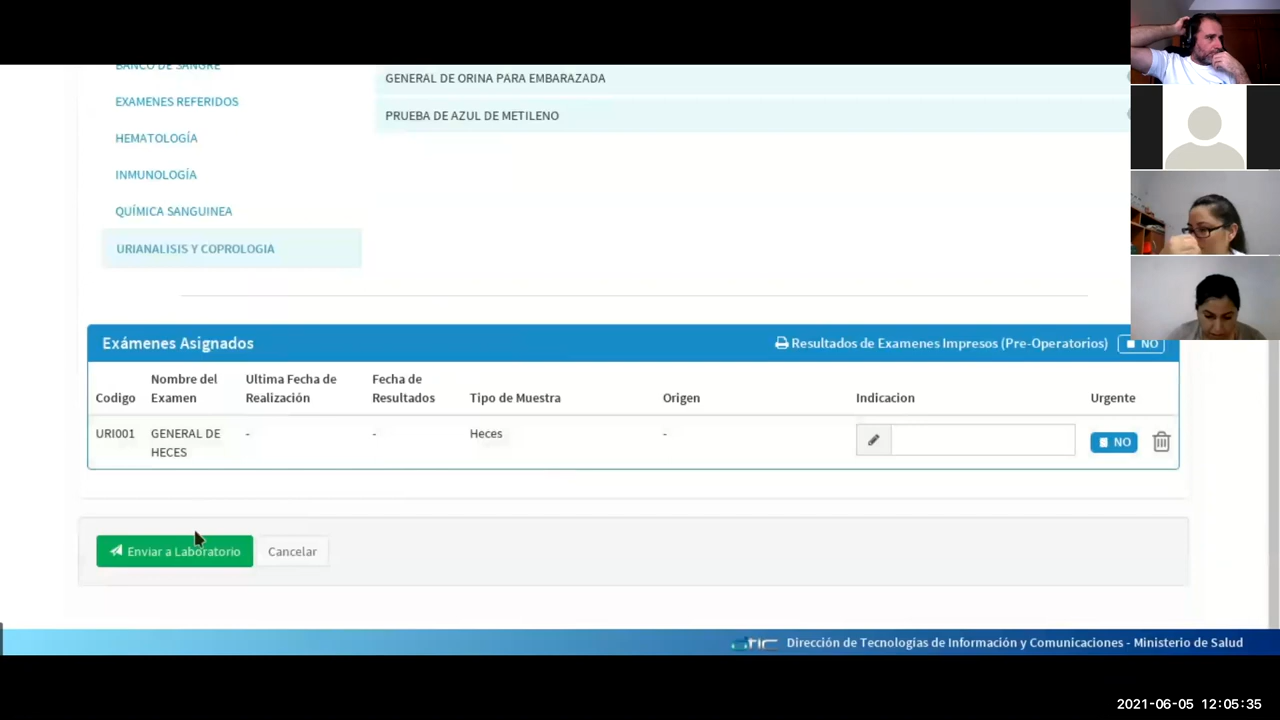 BANCO DE SANGRE
EXAMENES REFERIDOS
HEMATOLOGÍA
INMUNOLOGÍA
QUÍMICA SANGUINEA
URIANALISIS Y COPROLOGIA
GENERAL DE ORINA PARA EMBARAZADA
PRUEBA DE AZUL DE METILENO
Exámenes Asignados
Resultados de Examenes Impresos (Pre-Operatorios) NO
Codigo
Nombre del
Examen
Ultima Fecha de
Realización
Fecha de
Resultados
Tipo de Muestra
Origen
Indicacion
Urgente
URI001
GENERAL DE
HECES
-
-
Heces
-
NO
Enviar a Laboratorio
Cancelar
Dirección de Tecnologías de Información y Comunicaciones - Ministerio de Salud
2021-06-05 12:05:35